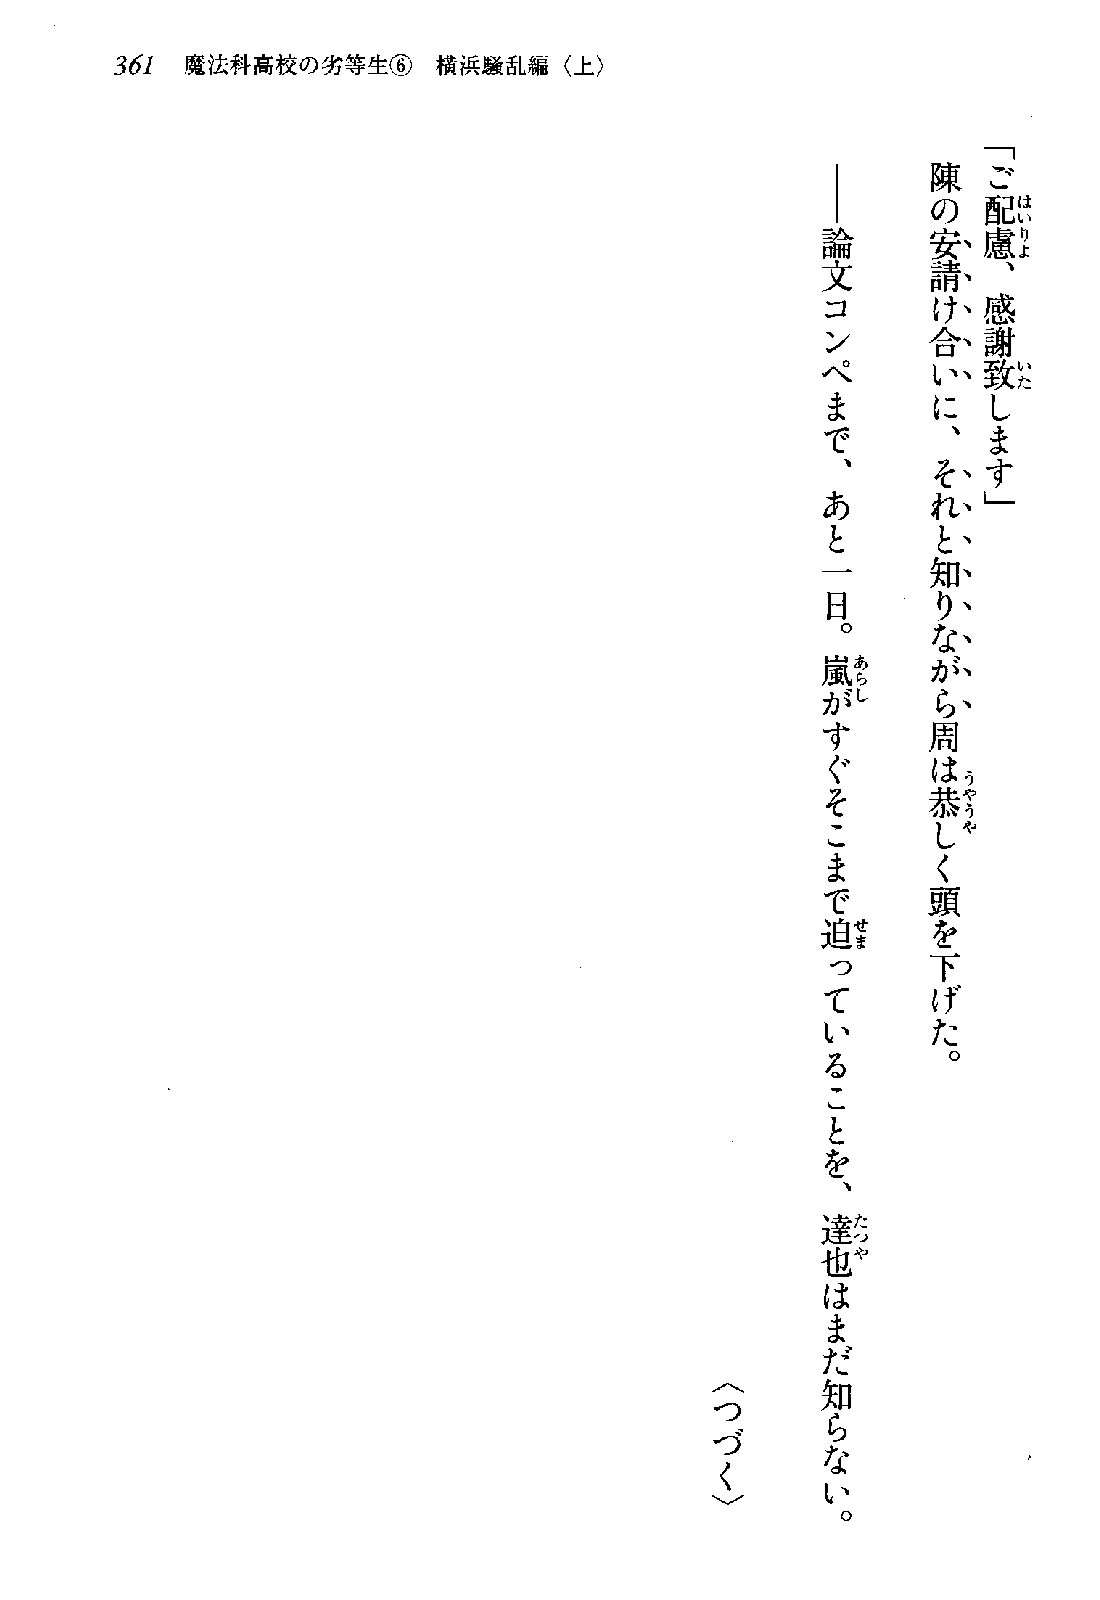 361　魔法科高校の劣等生⑥　横浜騒乱編〈上〉
「ご配慮、感謝致します」
陳の安請け合いに、それと知りながら周は恭しく頭を下げた。
――論文コンペまで、あと一日。嵐がすぐそこまで迫っていることを、達也はまだ知らない。
〈つづく〉